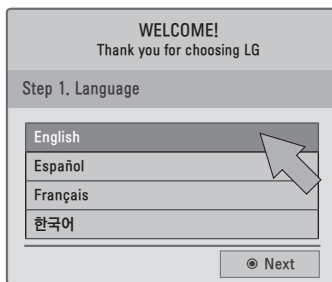 WELCOME!
Thank you for choosing LG
Step 1. Language
English
Español
Français
한국어
Next